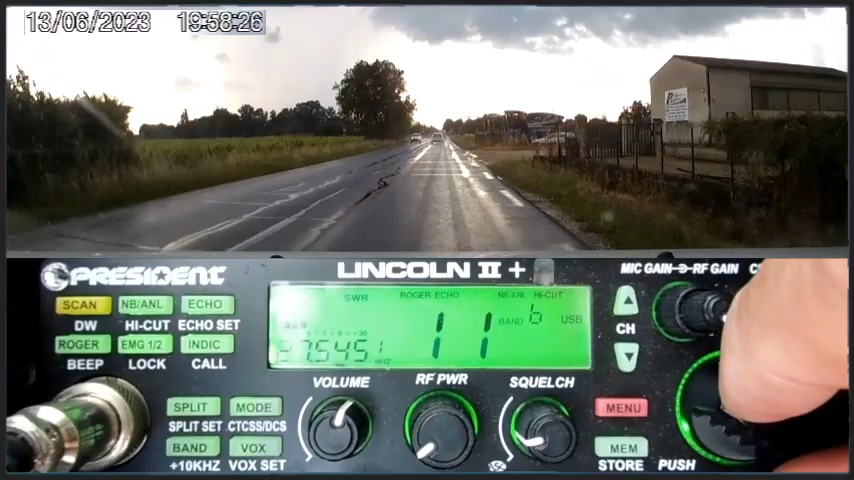 13/06/2023 19:58:26
PRESIDENT LINCOLN II + MIC GAIN RF GAIN
SCAN NB/ANL ECHO
DW HI-CUT ECHO SET
ROGER EMG 1/2 INDIC
BEEP LOCK CALL
SWR ROGER ECHO NB/ANL HI-CUT
11 BAND b USB
27.5451
CH
VOLUME RF PWR SQUELCH
SPLIT MODE
SPLIT SET CTCSS/DCS
BAND VOX
+10KHZ VOX SET
MENU
MEM
STORE PUSH